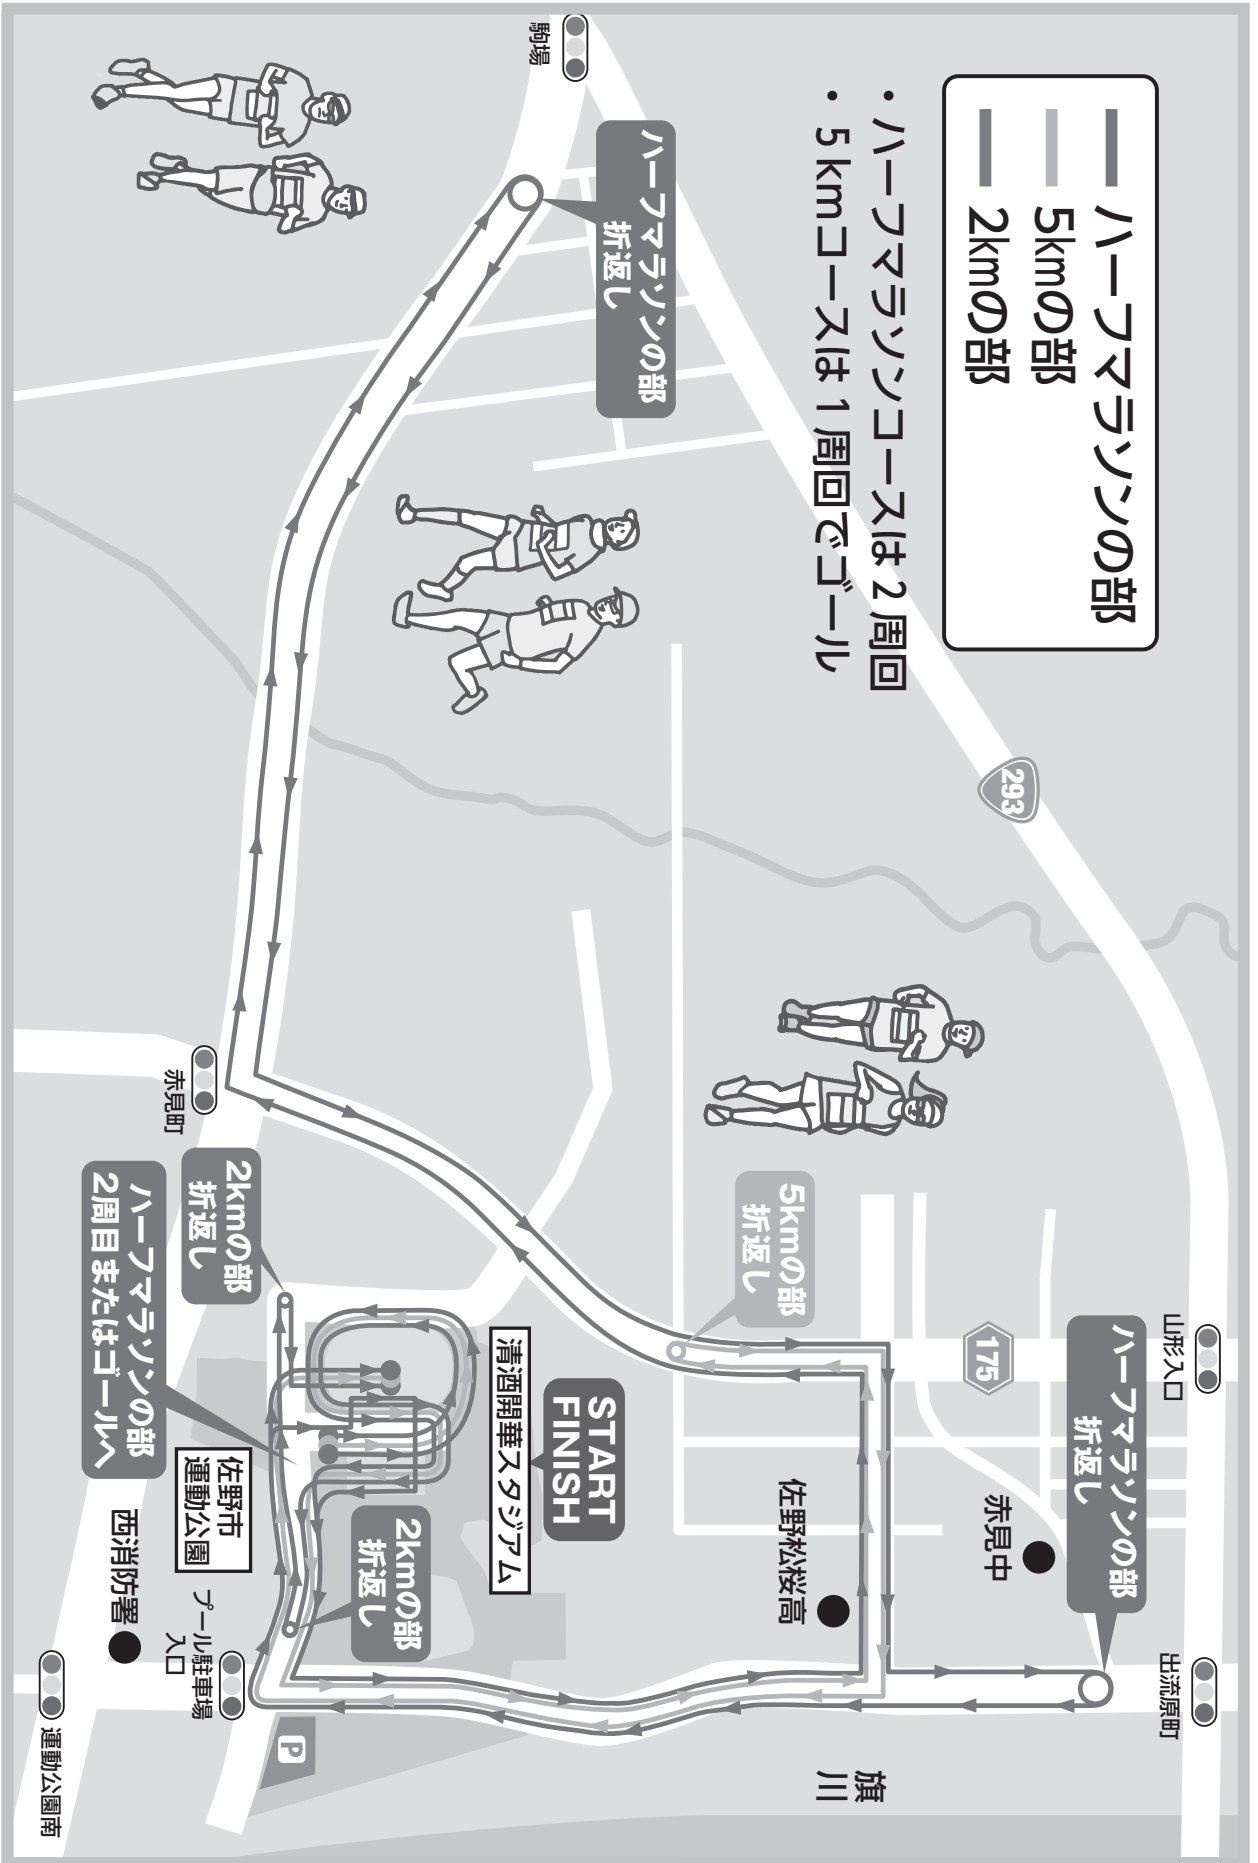 ハーフマラソンの部
5kmの部
2kmの部
・ハーフマラソンコースは2周回
・5kmコースは1周回でゴール
駒場
ハーフマラソンの部
折返し
293
赤見町
2kmの部
折返し
ハーフマラソンの部
2周目またはゴールへ
5kmの部
折返し
175
山形入口
ハーフマラソンの部
折返し
出流原町
赤見中
佐野松桜高
START
FINISH
清酒開華スタジアム
2kmの部
折返し
佐野市
運動公園
西消防署
プール駐車場
入口
P
運動公園南
旗
川